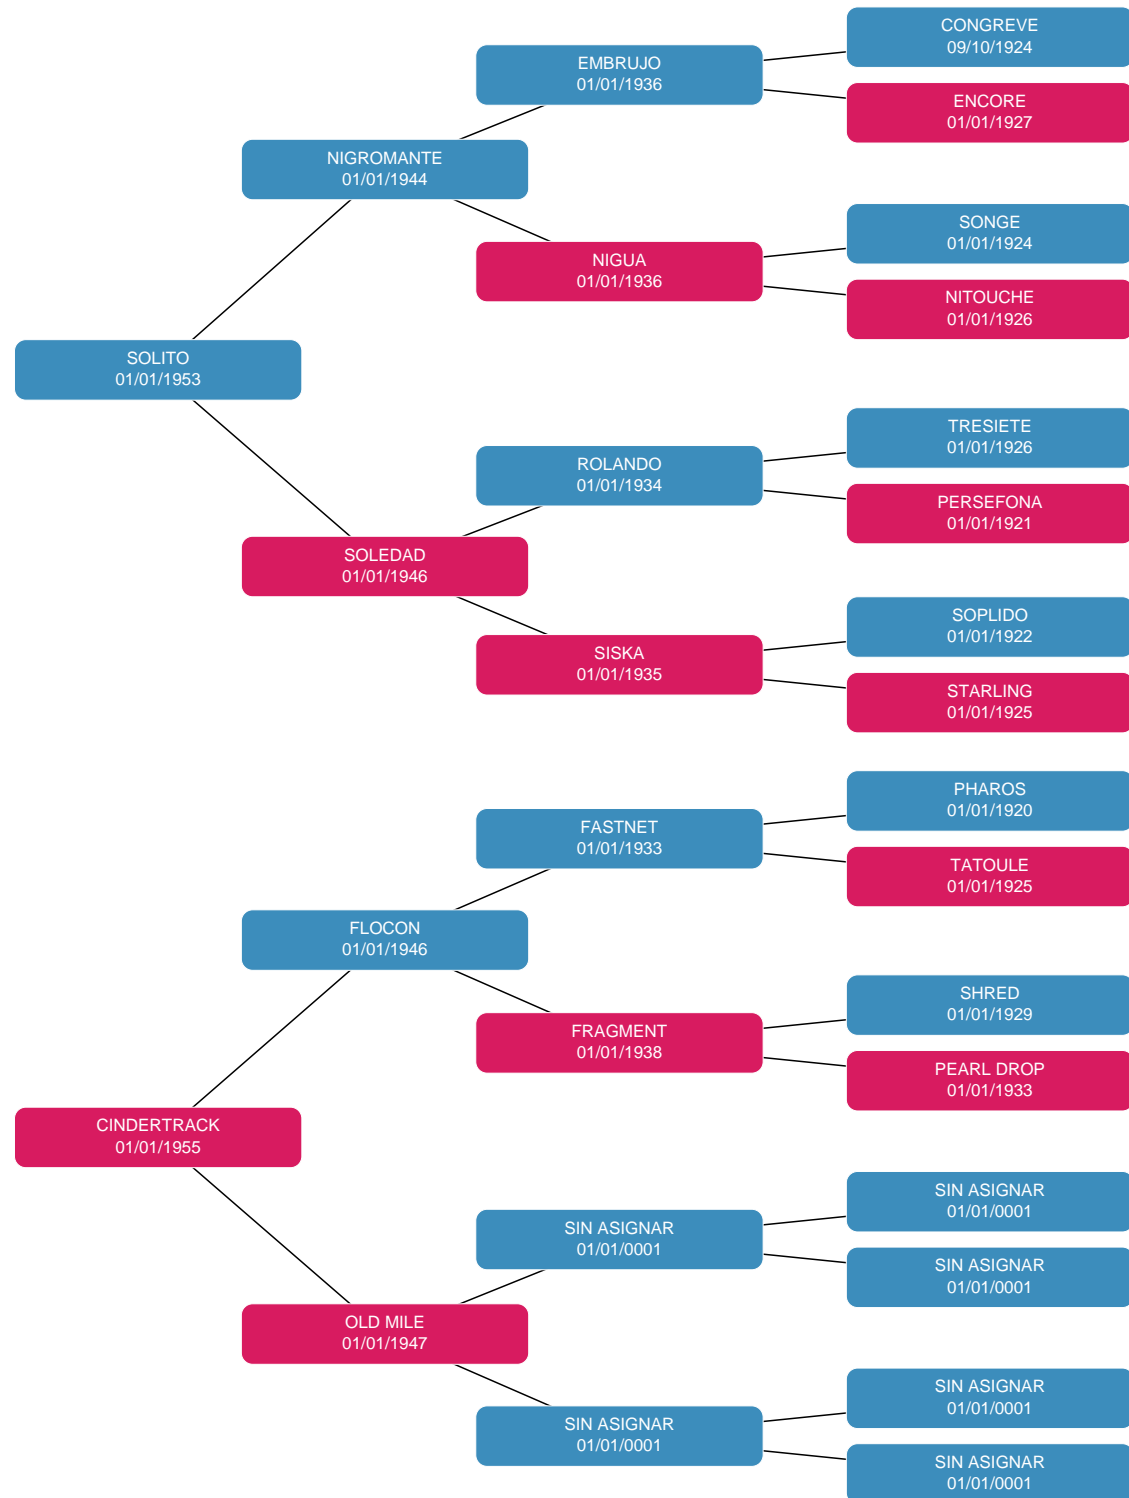 CONGREVE
09/10/1924
EMBRUJO
01/01/1936
ENCORE
01/01/1927
NIGROMANTE
01/01/1944
SONGE
01/01/1924
NIGUA
01/01/1936
NITOUCHE
01/01/1926
SOLITO
01/01/1953
TRESIETE
01/01/1926
ROLANDO
01/01/1934
PERSEFONA
01/01/1921
SOLEDAD
01/01/1946
SOPLIDO
01/01/1922
SISKA
01/01/1935
STARLING
01/01/1925
PHAROS
01/01/1920
FASTNET
01/01/1933
TATOULE
01/01/1925
FLOCON
01/01/1946
SHRED
01/01/1929
FRAGMENT
01/01/1938
PEARL DROP
01/01/1933
CINDERTRACK
01/01/1955
SIN ASIGNAR
01/01/0001
SIN ASIGNAR
01/01/0001
SIN ASIGNAR
01/01/0001
OLD MILE
01/01/1947
SIN ASIGNAR
01/01/0001
SIN ASIGNAR
01/01/0001
SIN ASIGNAR
01/01/0001